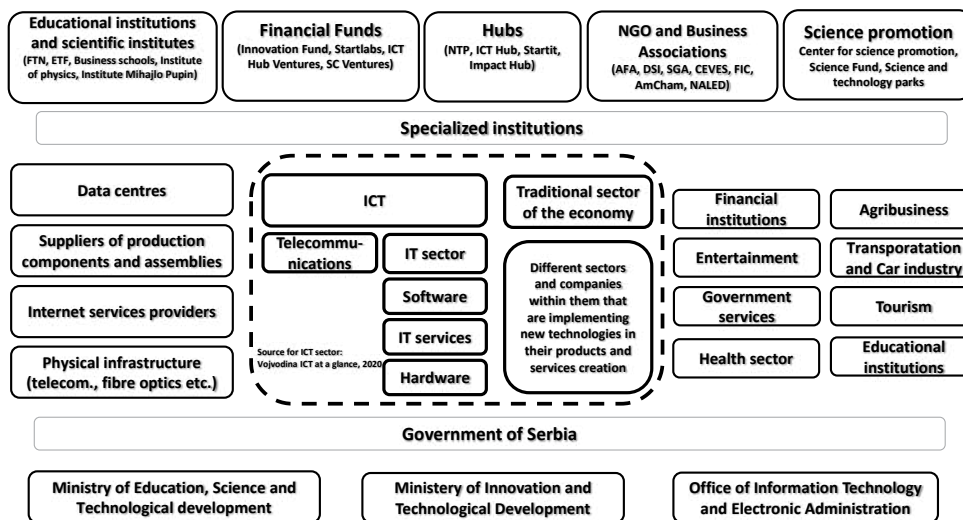 Educational institutions
and scientific institutes
(FTN, ETF, Business schools, Institute
of physics, Institute Mihajlo Pupin)
Financial Funds
(Innovation Fund, Startlabs, ICT
Hub Ventures, SC Ventures)
Hubs
(NTP, ICT Hub, Startit,
Impact Hub)
NGO and Business
Associations
(AFA, DSI, SGA, CEVES, FIC,
AmCham, NALED)
Science promotion
Center for science promotion,
Science Fund, Science and
technology parks
Specialized institutions
Data centres
Suppliers of production
components and assemblies
Internet services providers
Physical infrastructure
(telecom., fibre optics etc.)
ICT
Telecommu-
nications
IT sector
Software
IT services
Hardware
Source for ICT sector:
Vojvodina ICT at a glance, 2020
Traditional sector
of the economy
Different sectors
and companies
within them that
are implementing
new technologies in
their products and
services creation
Financial
institutions
Agribusiness
Entertainment
Transporatation
and Car industry
Government
services
Tourism
Health sector
Educational
institutions
Government of Serbia
Ministry of Education, Science and
Technological development
Ministery of Innovation and
Technological Development
Office of Information Technology
and Electronic Administration